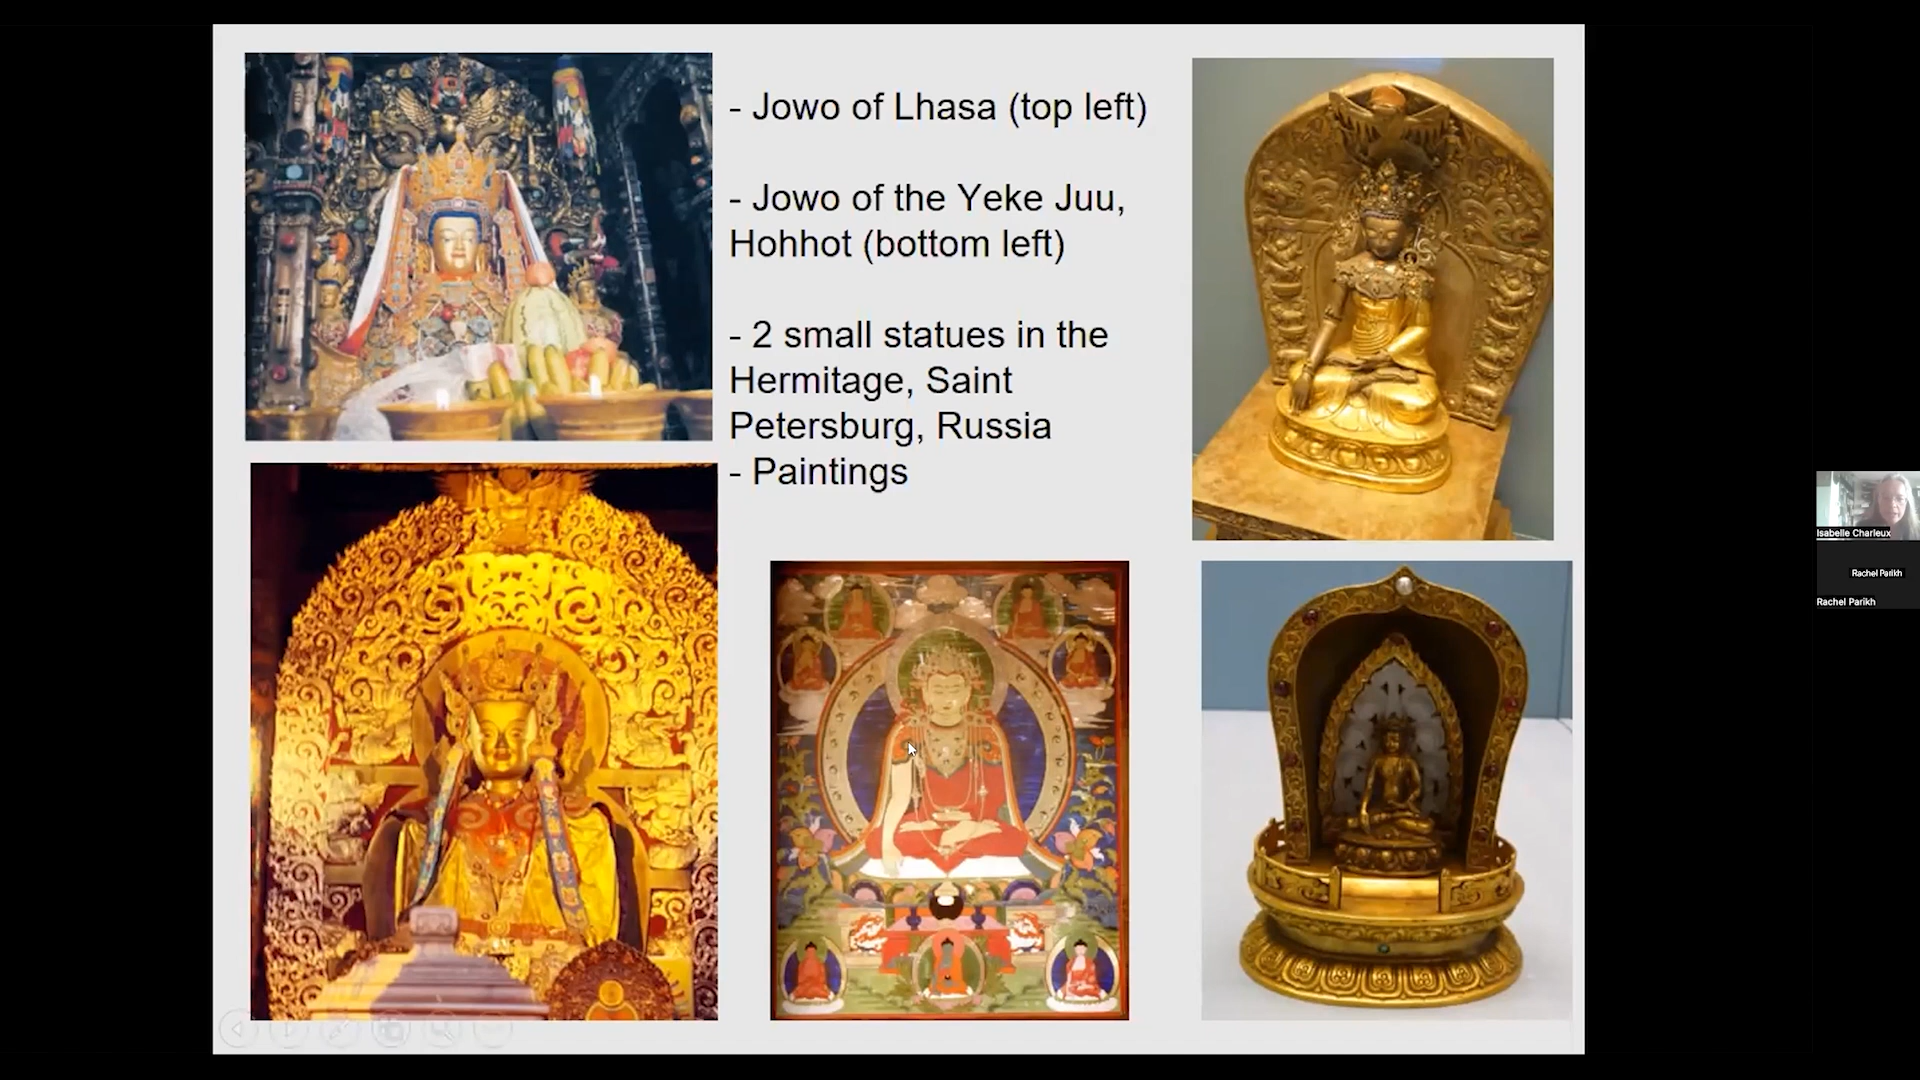 - Jowo of Lhasa (top left)
- Jowo of the Yeke Juu,
Hohhot (bottom left)
- 2 small statues in the
Hermitage, Saint
Petersburg, Russia
- Paintings
Isabelle Charleux
Rachel Parikh
Rachel Parikh